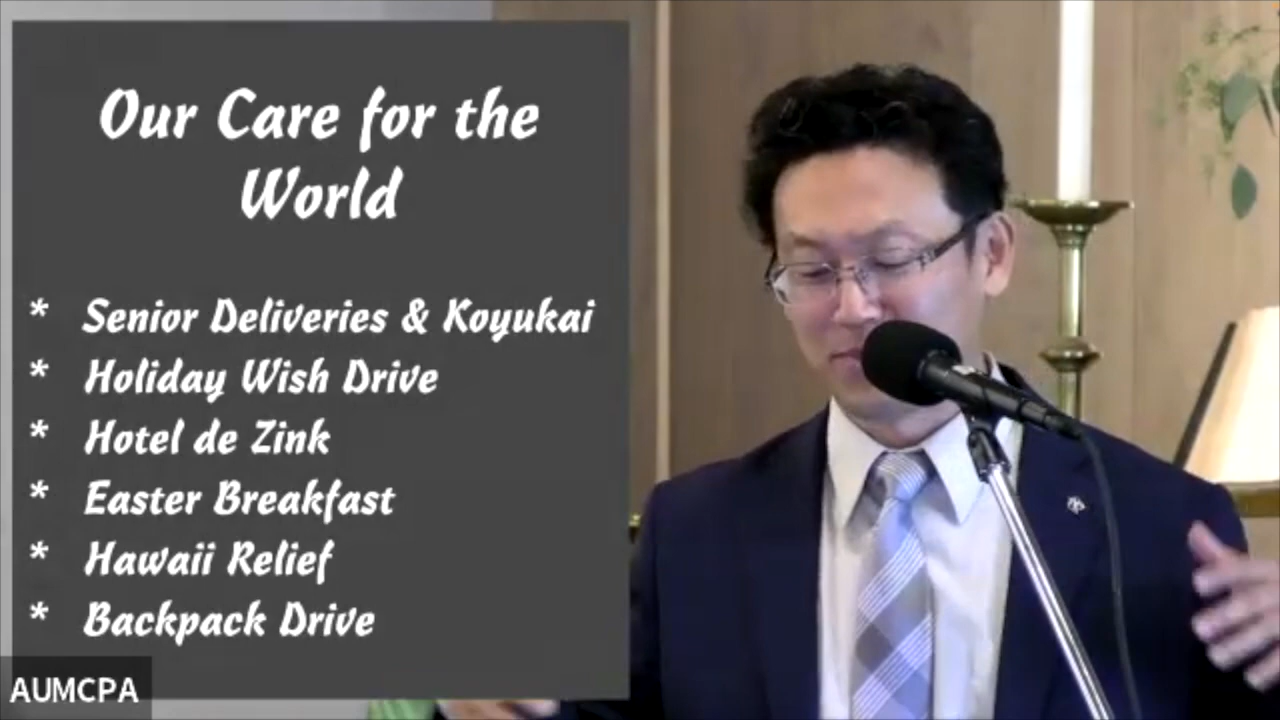 Our Care for the
World
* Senior Deliveries & Koyukai
* Holiday Wish Drive
* Hotel de Zink
* Easter Breakfast
* Hawaii Relief
* Backpack Drive
AUMCPA